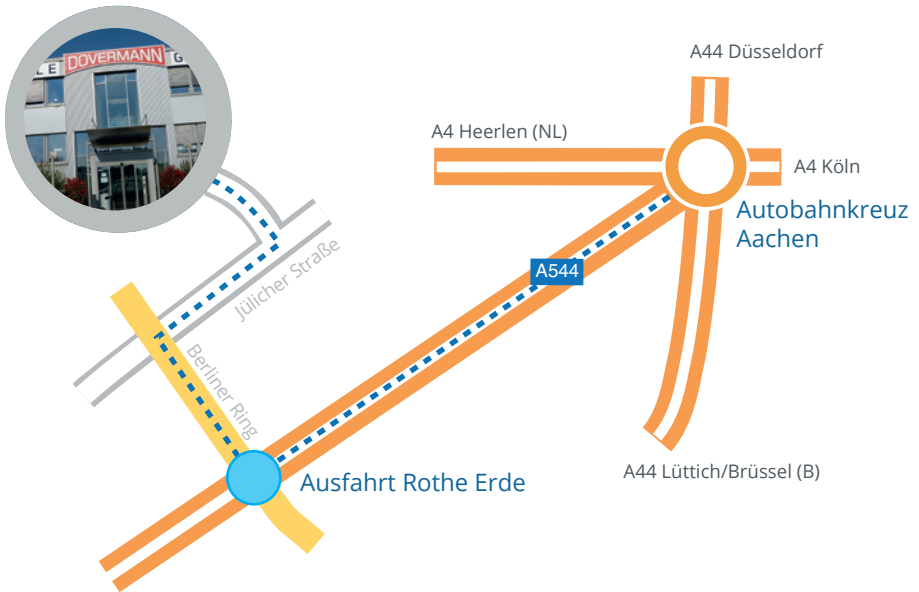 LE DOVERMANN G
A44 Düsseldorf
A4 Heerlen (NL)
A4 Köln
Autobahnkreuz
Aachen
A544
Jülicher Straße
Berliner Ring
A44 Lüttich/Brüssel (B)
Ausfahrt Rothe Erde